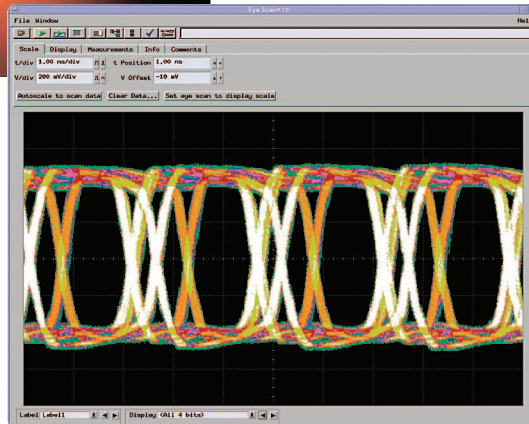 Eye Scan<1>
File Window
Scale Display Measurements Info Comments
t/div 1.00 ns/div t Position 1.00 ns
V/div 200 mV/div V Offset -10 mV
Autoscale to scan data Clear Data... Set eye scan to display scale
Label Label1 Display <All 4 bits>